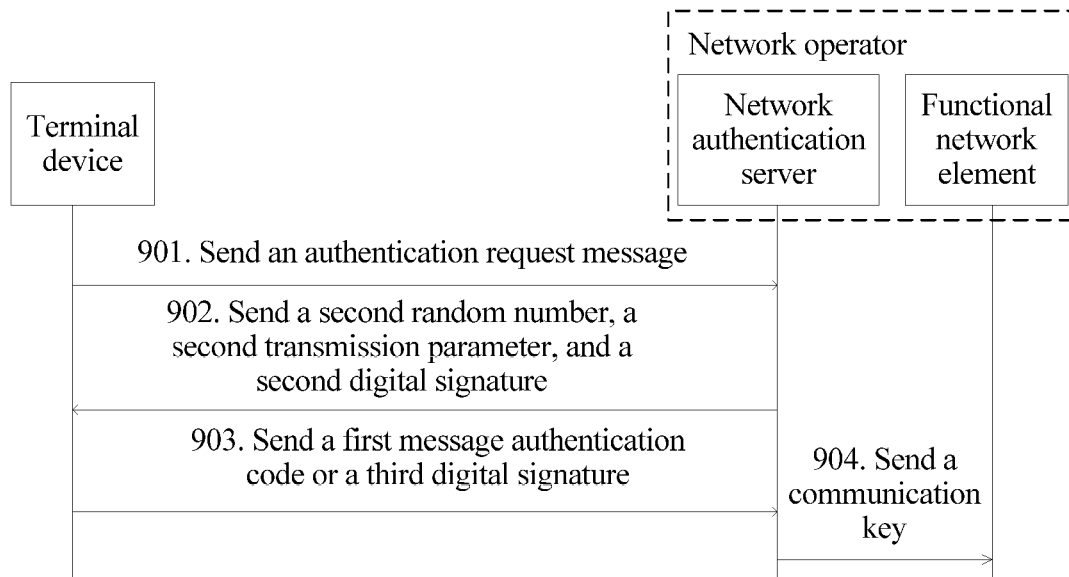 Network operator
Terminal
device
Network
authentication
server
Functional
network
element
901. Send an authentication request message
902. Send a second random number, a
second transmission parameter, and a
second digital signature
903. Send a first message authentication
code or a third digital signature
904. Send a
communication
key